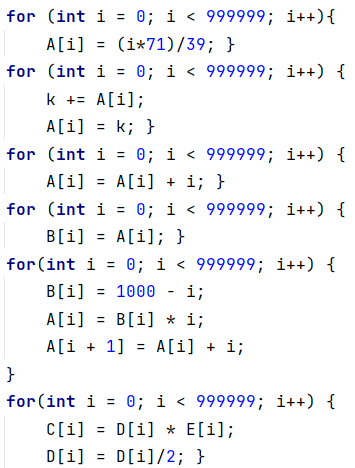 for (int i = 0; i < 999999; i++){
    A[i] = (i*71)/39; }
for (int i = 0; i < 999999; i++) {
    k += A[i];
    A[i] = k; }
for (int i = 0; i < 999999; i++) {
    A[i] = A[i] + i; }
for (int i = 0; i < 999999; i++) {
    B[i] = A[i]; }
for(int i = 0; i < 999999; i++) {
    B[i] = 1000 - i;
    A[i] = B[i] * i;
    A[i + 1] = A[i] + i;
}
for(int i = 0; i < 999999; i++) {
    C[i] = D[i] * E[i];
    D[i] = D[i]/2; }